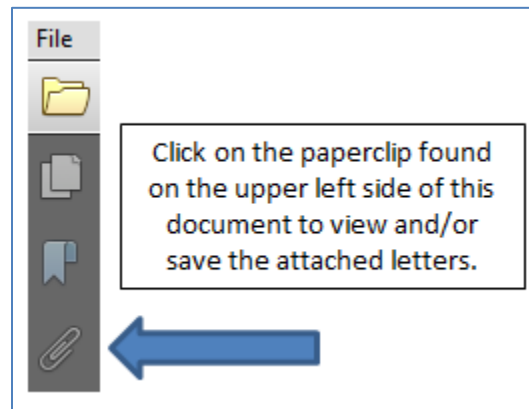 File
Click on the paperclip found
on the upper left side of this
document to view and/or
save the attached letters.